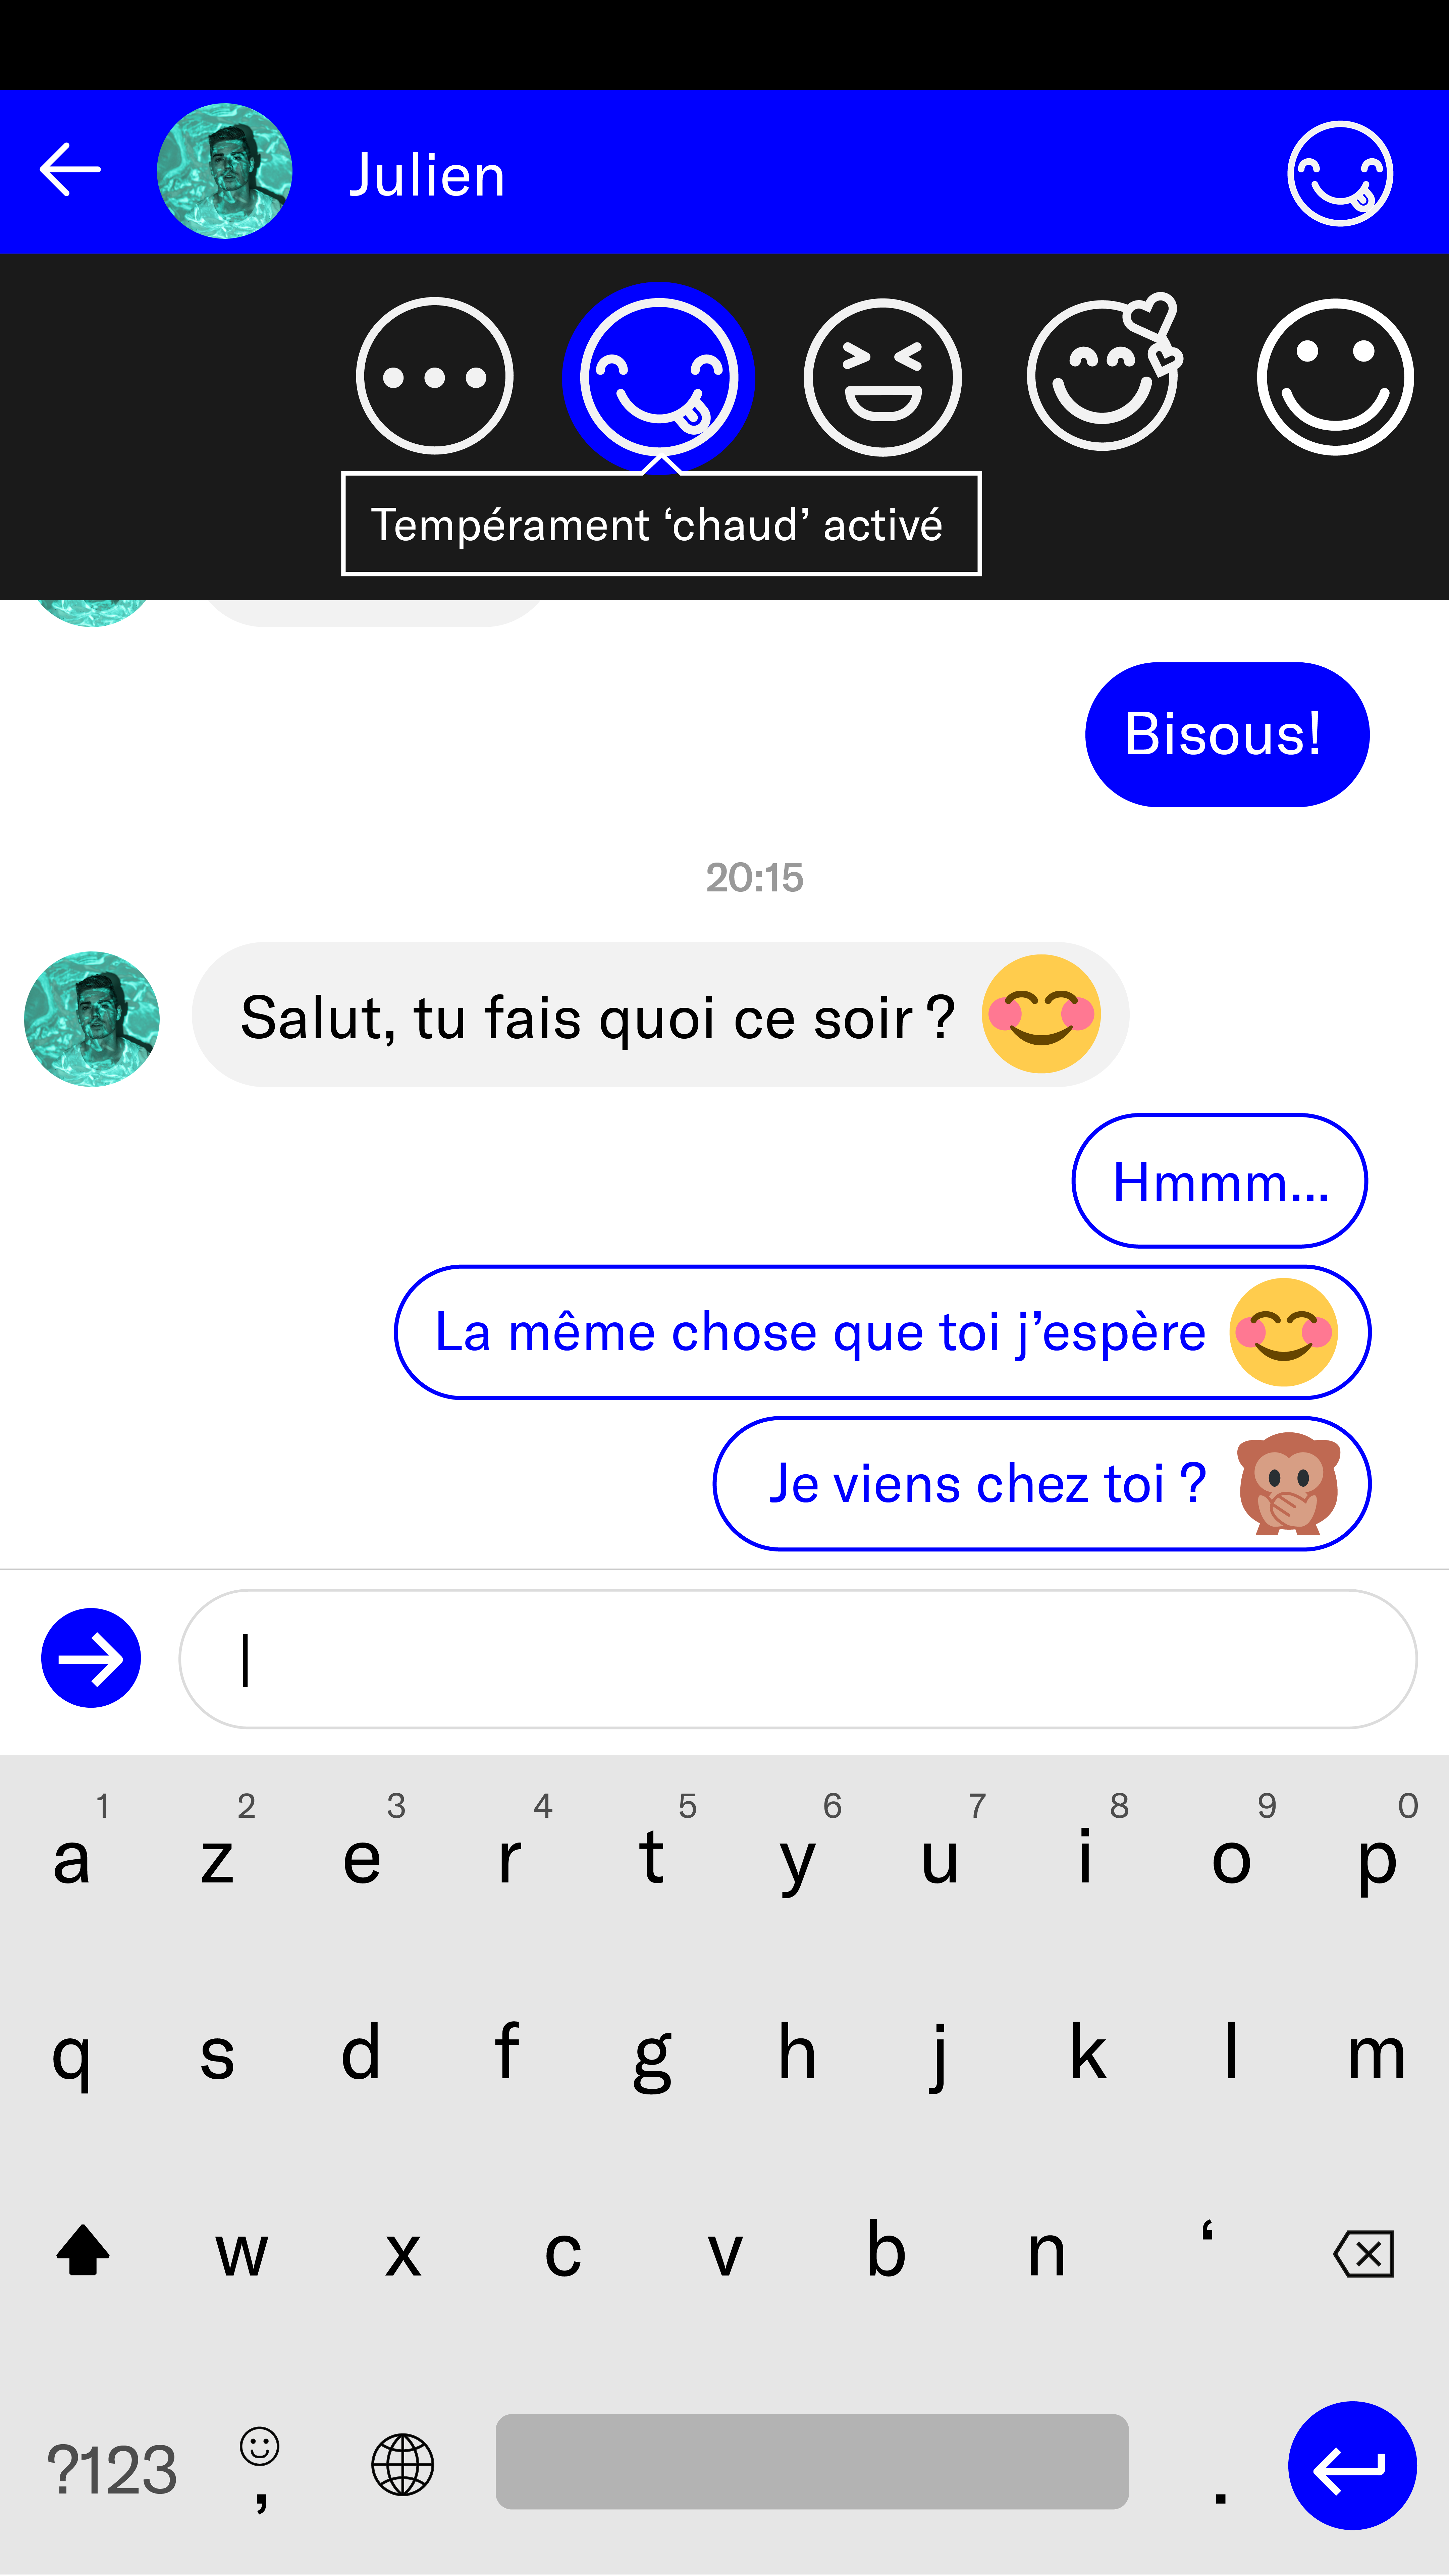 Julien
Tempérament ‘chaud’ activé
Bisous!
20:15
Salut, tu fais quoi ce soir ? 😊
Hmmm...
La même chose que toi j’espère 😊
Je viens chez toi ? 🙊
1 2 3 4 5 6 7 8 9 0
a z e r t y u i o p
q s d f g h j k l m
w x c v b n ‘
?123 , .